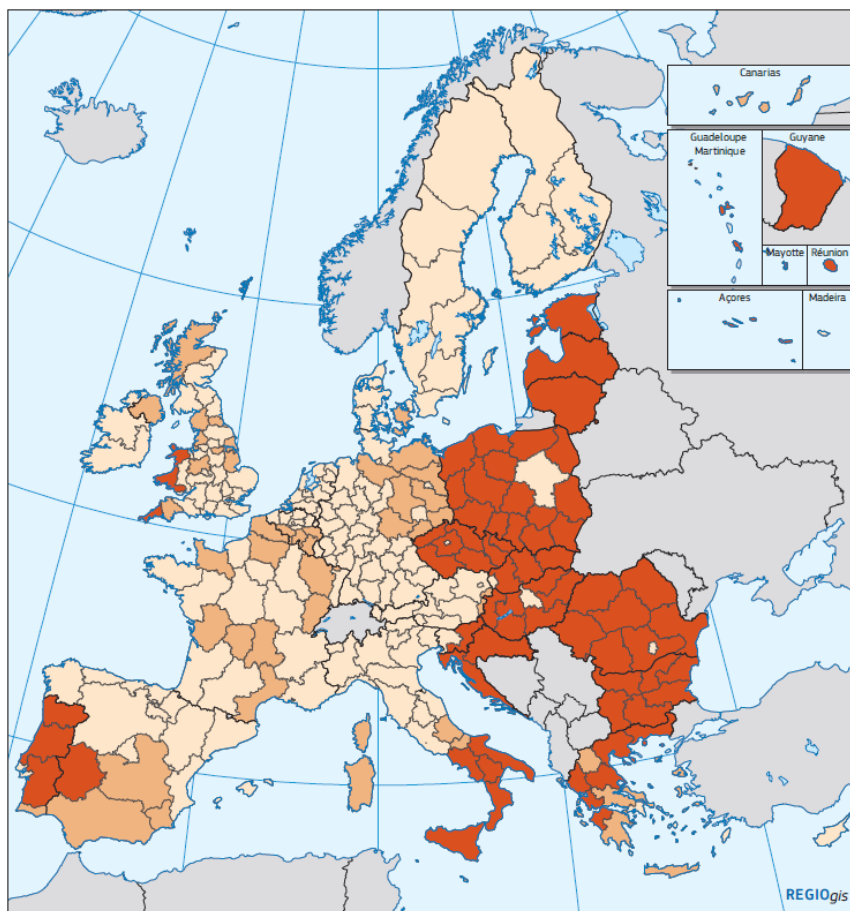 Canarias
Guadeloupe
Martinique
Guyane
Mayotte
Réunion
Açores
Madeira
REGIOgis